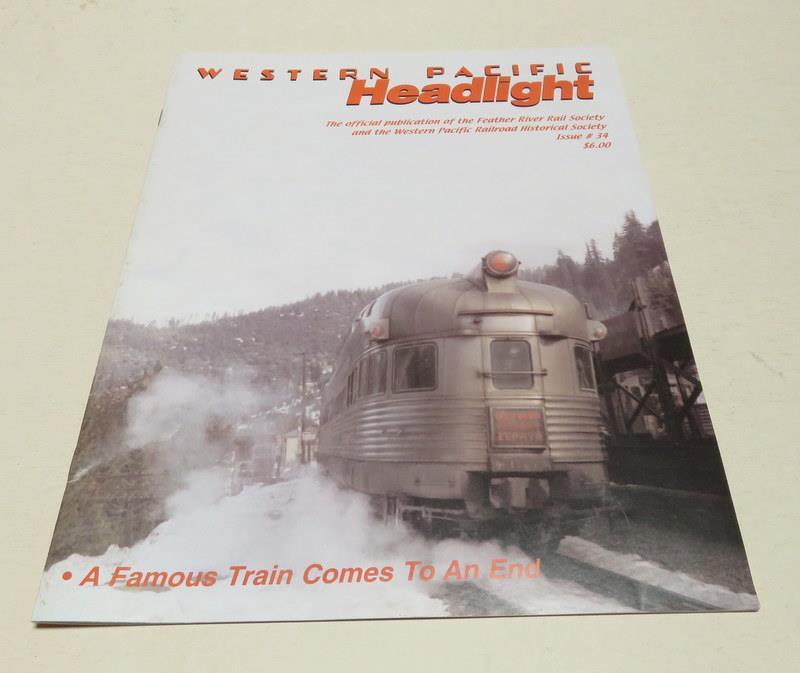 WESTERN PACIFIC
Headlight
The official publication of the Feather River Rail Society
and the Western Pacific Railroad Historical Society
Issue # 34
$6.00
ZEPHYR
• A Famous Train Comes To An End